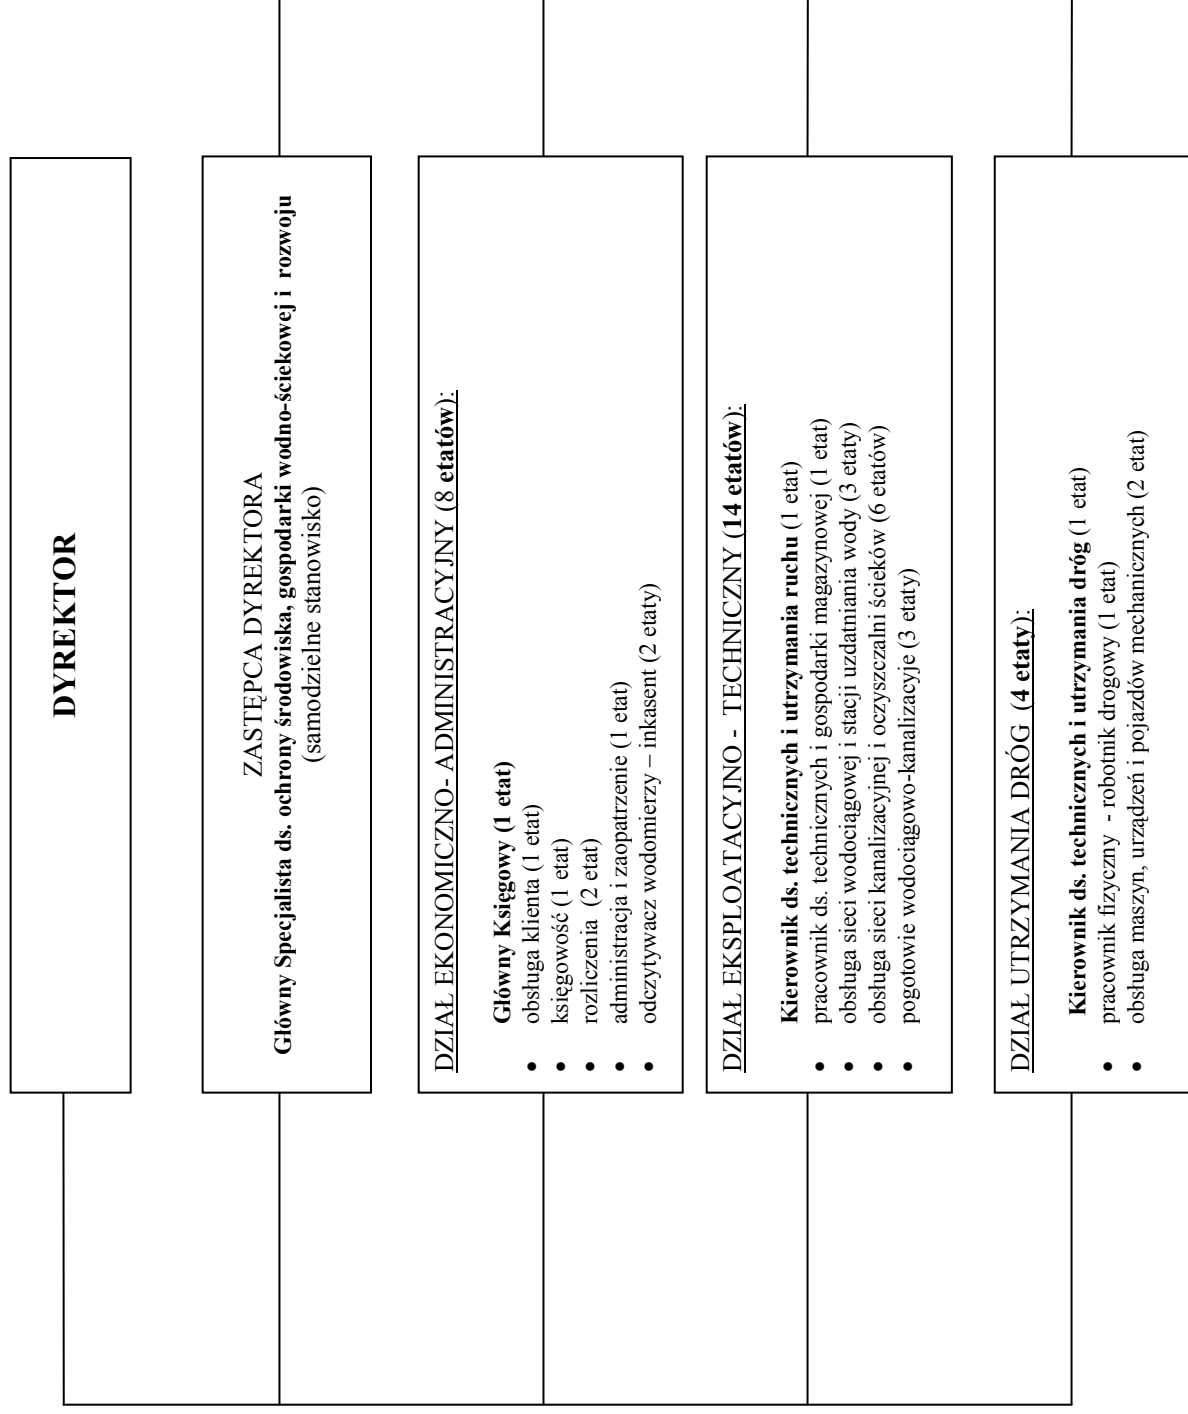 DYREKTOR
ZASTĘPCA DYREKTORA
Główny Specjalista ds. ochrony środowiska, gospodarki wodno-ściekowej i rozwoju
(samodzielne stanowisko)
DZIAŁ EKONOMICZNO- ADMINISTRACYJNY (8 etatów):
Główny Księgowy (1 etat)
• obsługa klienta (1 etat)
• księgowość (1 etat)
• rozliczenia (2 etat)
• administracja i zaopatrzenie (1 etat)
• odczytywacz wodomierzy – inkasent (2 etaty)
DZIAŁ EKSPLOATACYJNO - TECHNICZNY (14 etatów):
Kierownik ds. technicznych i utrzymania ruchu (1 etat)
• pracownik ds. technicznych i gospodarki magazynowej (1 etat)
• obsługa sieci wodociągowej i stacji uzdatniania wody (3 etaty)
• obsługa sieci kanalizacyjnej i oczyszczalni ścieków (6 etatów)
• pogotowie wodociągowo-kanalizacyje (3 etaty)
DZIAŁ UTRZYMANIA DRÓG (4 etaty):
Kierownik ds. technicznych i utrzymania dróg (1 etat)
• pracownik fizyczny - robotnik drogowy (1 etat)
• obsługa maszyn, urządzeń i pojazdów mechanicznych (2 etat)